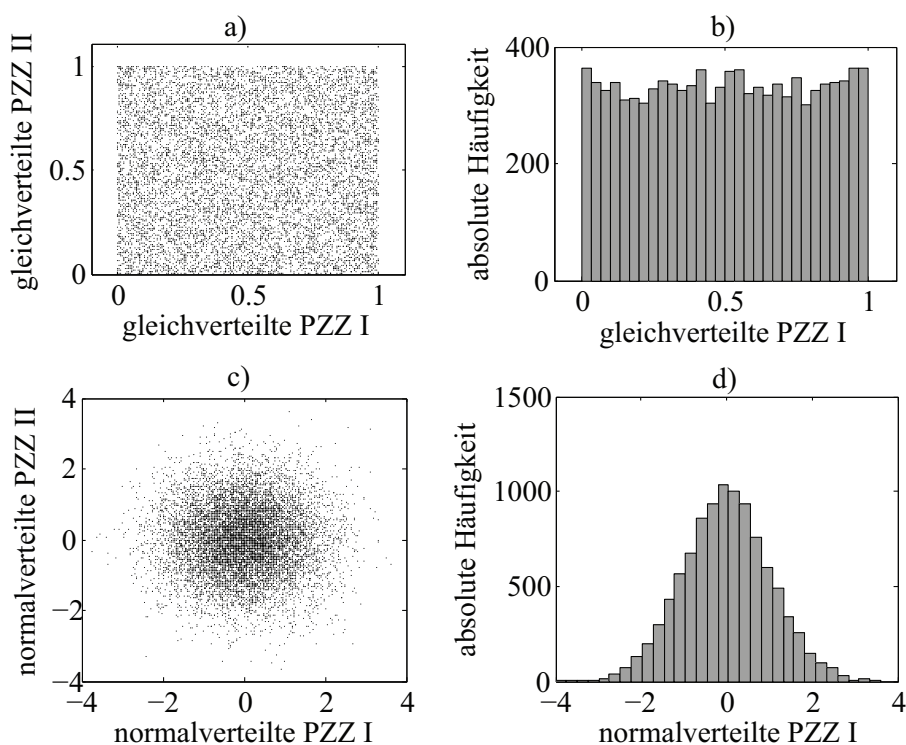 a)
gleichverteilte PZZ II
1
0.5
0
0 0.5 1
gleichverteilte PZZ I
b)
absolute Häufigkeit
400
200
0
0 0.5 1
gleichverteilte PZZ I
c)
normalverteilte PZZ II
4
2
0
−2
−4
−4 −2 0 2 4
normalverteilte PZZ I
d)
absolute Häufigkeit
1500
1000
500
0
−4 −2 0 2 4
normalverteilte PZZ I